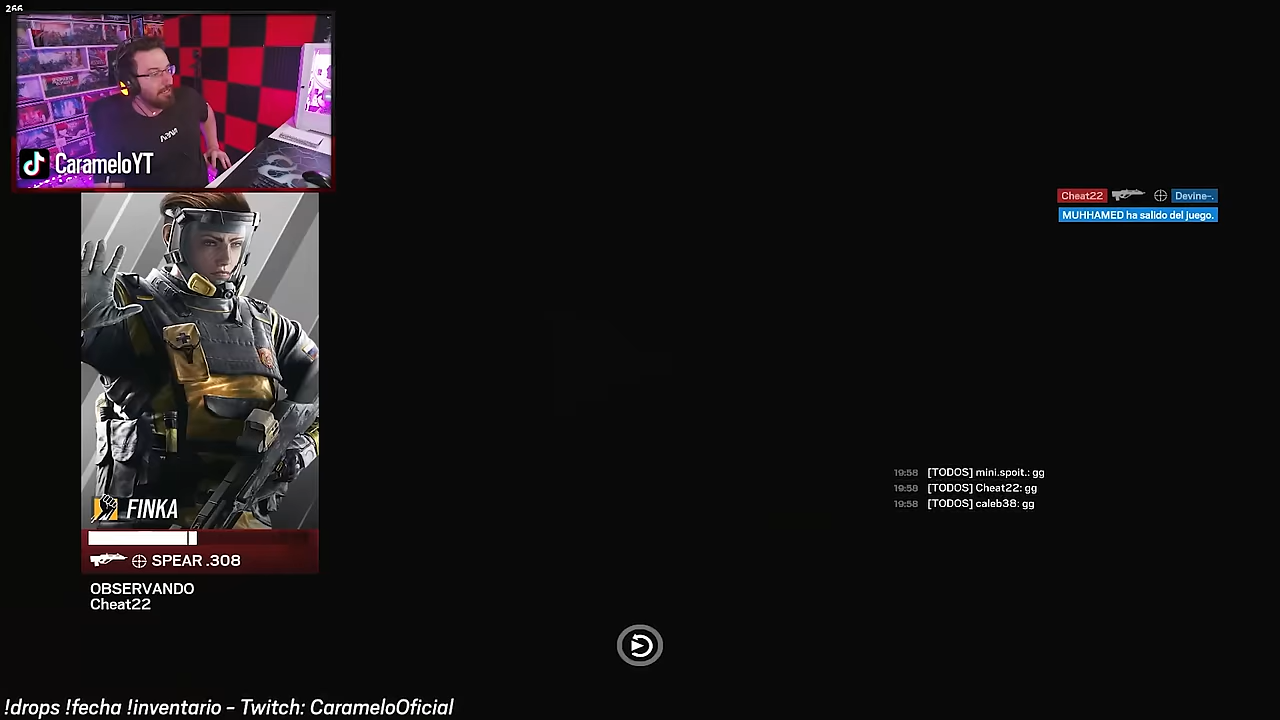 266
CarameloYT
Cheat22 Devine-.
MUHHAMED ha salido del juego.
19:58 [TODOS] mini.spoit.: gg
19:58 [TODOS] Cheat22: gg
19:58 [TODOS] caleb38: gg
FINKA
SPEAR .308
OBSERVANDO
Cheat22
!drops !fecha !inventario - Twitch: CarameloOficial